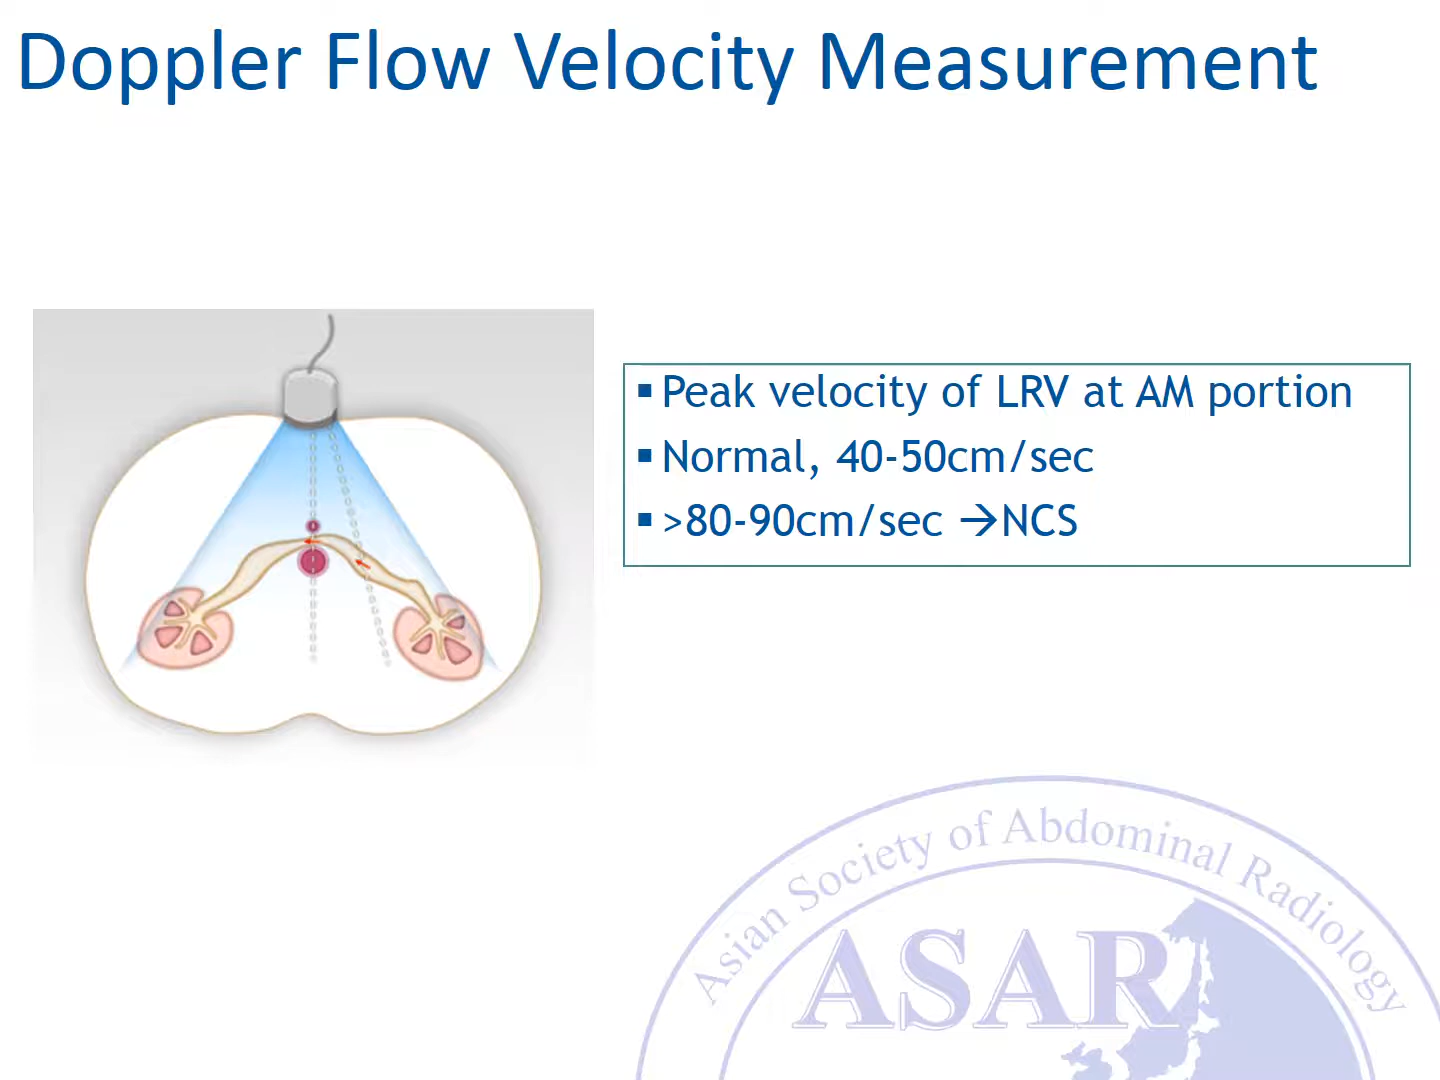 Doppler Flow Velocity Measurement
▪Peak velocity of LRV at AM portion
▪Normal, 40-50cm/sec
▪>80-90cm/sec →NCS
Asian Society of Abdominal Radiology
ASAR